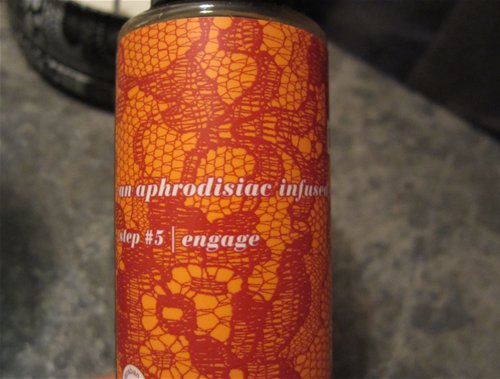 an aphrodisiac infused
step #5 | engage